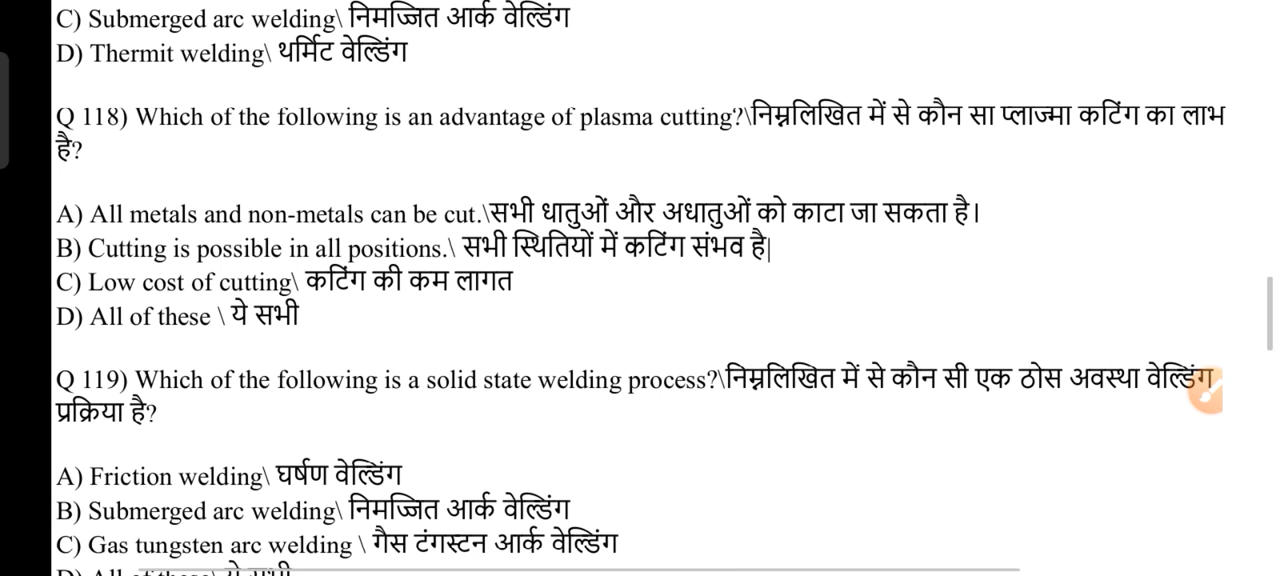 C) Submerged arc welding\ निमज्जित आर्क वेल्डिंग
D) Thermit welding\ थर्मिट वेल्डिंग
Q 118) Which of the following is an advantage of plasma cutting?\निम्नलिखित में से कौन सा प्लाज्मा कटिंग का लाभ
है?
A) All metals and non-metals can be cut.\सभी धातुओं और अधातुओं को काटा जा सकता है।
B) Cutting is possible in all positions.\ सभी स्थितियों में कटिंग संभव है|
C) Low cost of cutting\ कटिंग की कम लागत
D) All of these \ ये सभी
Q 119) Which of the following is a solid state welding process?\निम्नलिखित में से कौन सी एक ठोस अवस्था वेल्डिंग
प्रक्रिया है?
A) Friction welding\ घर्षण वेल्डिंग
B) Submerged arc welding\ निमज्जित आर्क वेल्डिंग
C) Gas tungsten arc welding \ गैस टंगस्टन आर्क वेल्डिंग